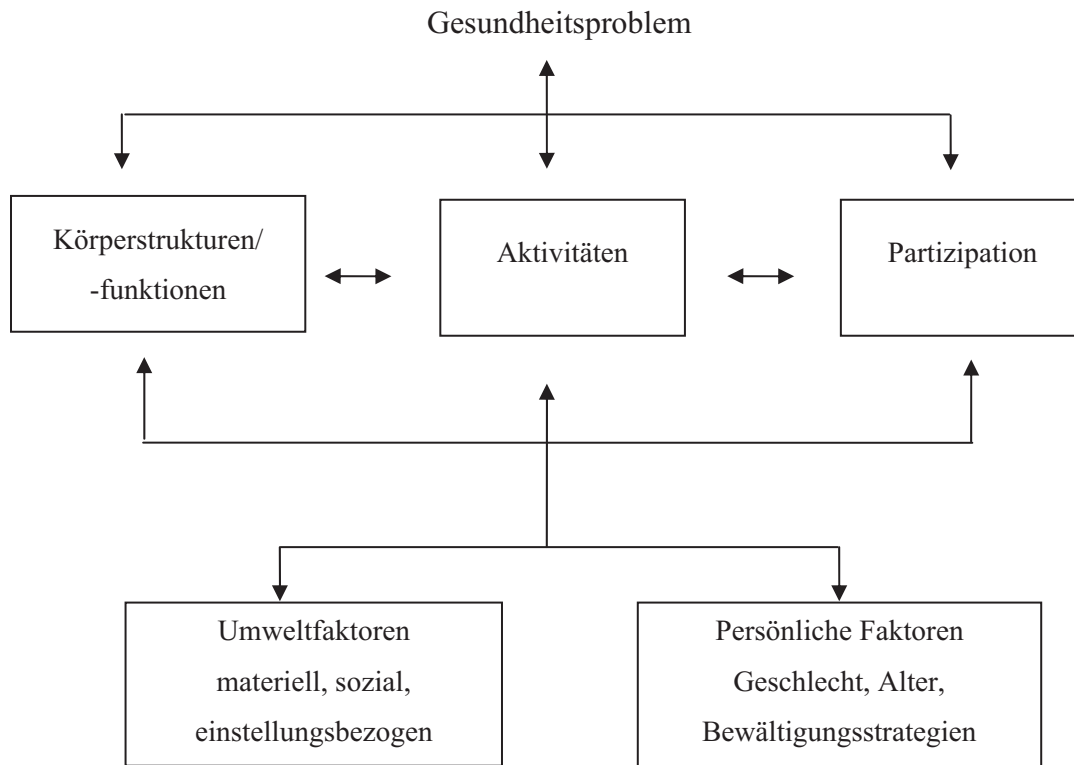 Gesundheitsproblem
Körperstrukturen/
-funktionen
Aktivitäten
Partizipation
Umweltfaktoren
materiell, sozial,
einstellungsbezogen
Persönliche Faktoren
Geschlecht, Alter,
Bewältigungsstrategien